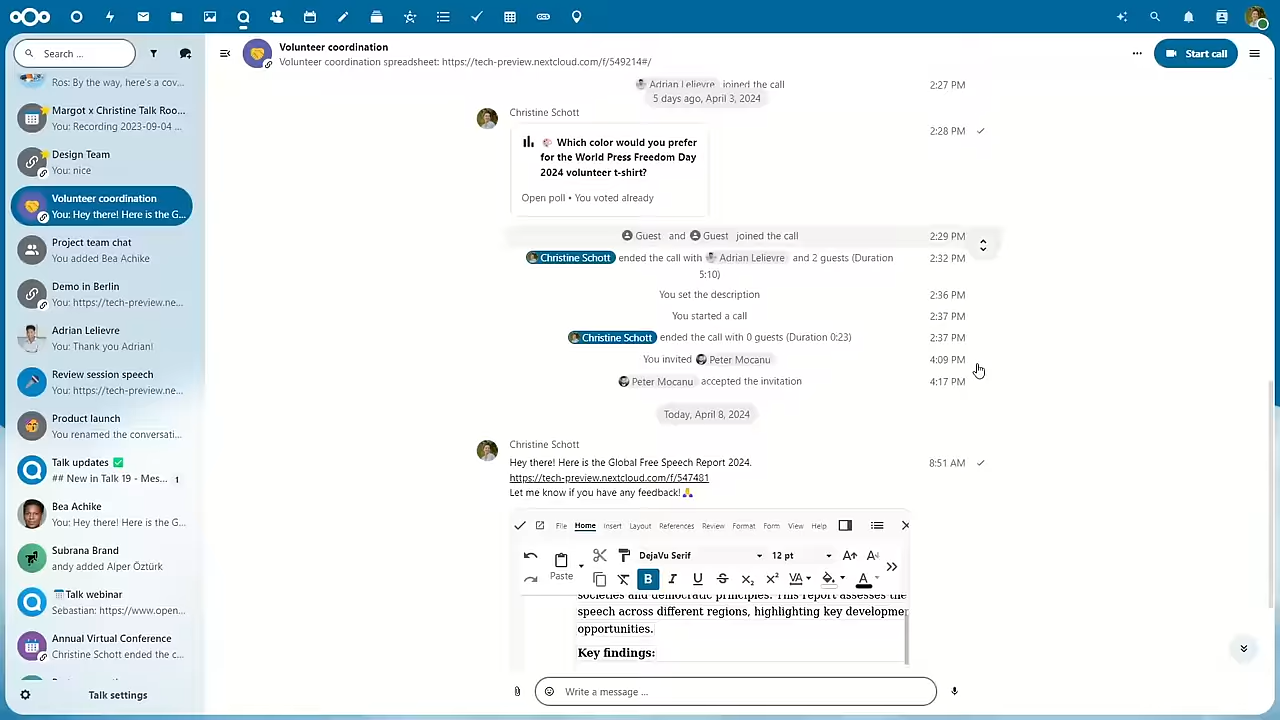 Search ...
Ros: By the way, here's a cov...
Margot x Christine Talk Roo...
You: Recording 2023-09-04 ...
Design Team
You: nice
Volunteer coordination
You: Hey there! Here is the G...
Project team chat
You added Bea Achike
Demo in Berlin
You: https://tech-preview.ne...
Adrian Lelievre
You: Thank you Adrian!
Review session speech
You: https://tech-preview.ne...
Product launch
You renamed the conversati...
Talk updates ✅
## New in Talk 19 - Mes... 1
Bea Achike
You: Hey! Here is the G...
Subrana Brand
andy added Alper Öztürk
Talk webinar
Sebastian: https://www.open...
Annual Virtual Conference
Christine Schott ended the c...
Talk settings
Volunteer coordination
Volunteer coordination spreadsheet: https://tech-preview.nextcloud.com/f/549214#/
Start call
Adrian Lelievre joined the call 2:27 PM
5 days ago, April 3, 2024
Christine Schott
2:28 PM
Which color would you prefer
for the World Press Freedom Day
2024 volunteer t-shirt?
Open poll • You voted already
Guest and Guest joined the call 2:29 PM
Christine Schott ended the call with Adrian Lelievre and 2 guests (Duration 2:32 PM
5:10)
You set the description 2:36 PM
You started a call 2:37 PM
Christine Schott ended the call with 0 guests (Duration 0:23) 2:37 PM
You invited Peter Mocanu 4:09 PM
Peter Mocanu accepted the invitation 4:17 PM
Today, April 8, 2024
Christine Schott
Hey there! Here is the Global Free Speech Report 2024. 8:51 AM
https://tech-preview.nextcloud.com/f/547481
Let me know if you have any feedback!🙏
File Home Insert Layout References Review Format Form View Help
Paste DejaVu Serif 12 pt
societies and democratic principles. This report assesses the
speech across different regions, highlighting key developmer
opportunities.
Key findings:
Write a message ...